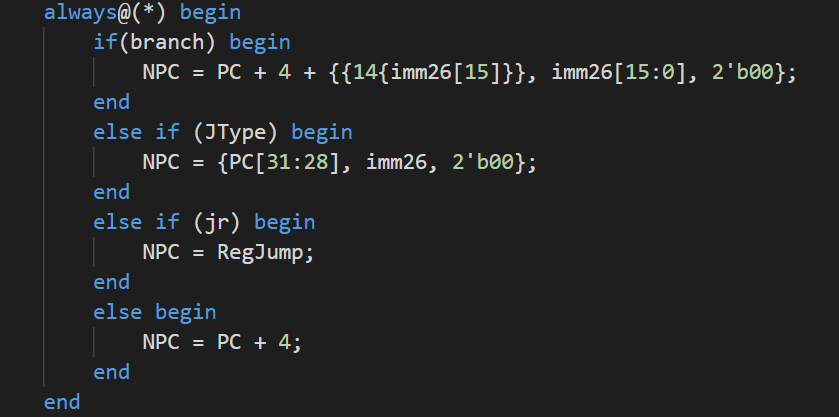 always@(*) begin
if(branch) begin
NPC = PC + 4 + {{14{imm26[15]}}, imm26[15:0], 2'b00};
end
else if (JType) begin
NPC = {PC[31:28], imm26, 2'b00};
end
else if (jr) begin
NPC = RegJump;
end
else begin
NPC = PC + 4;
end
end